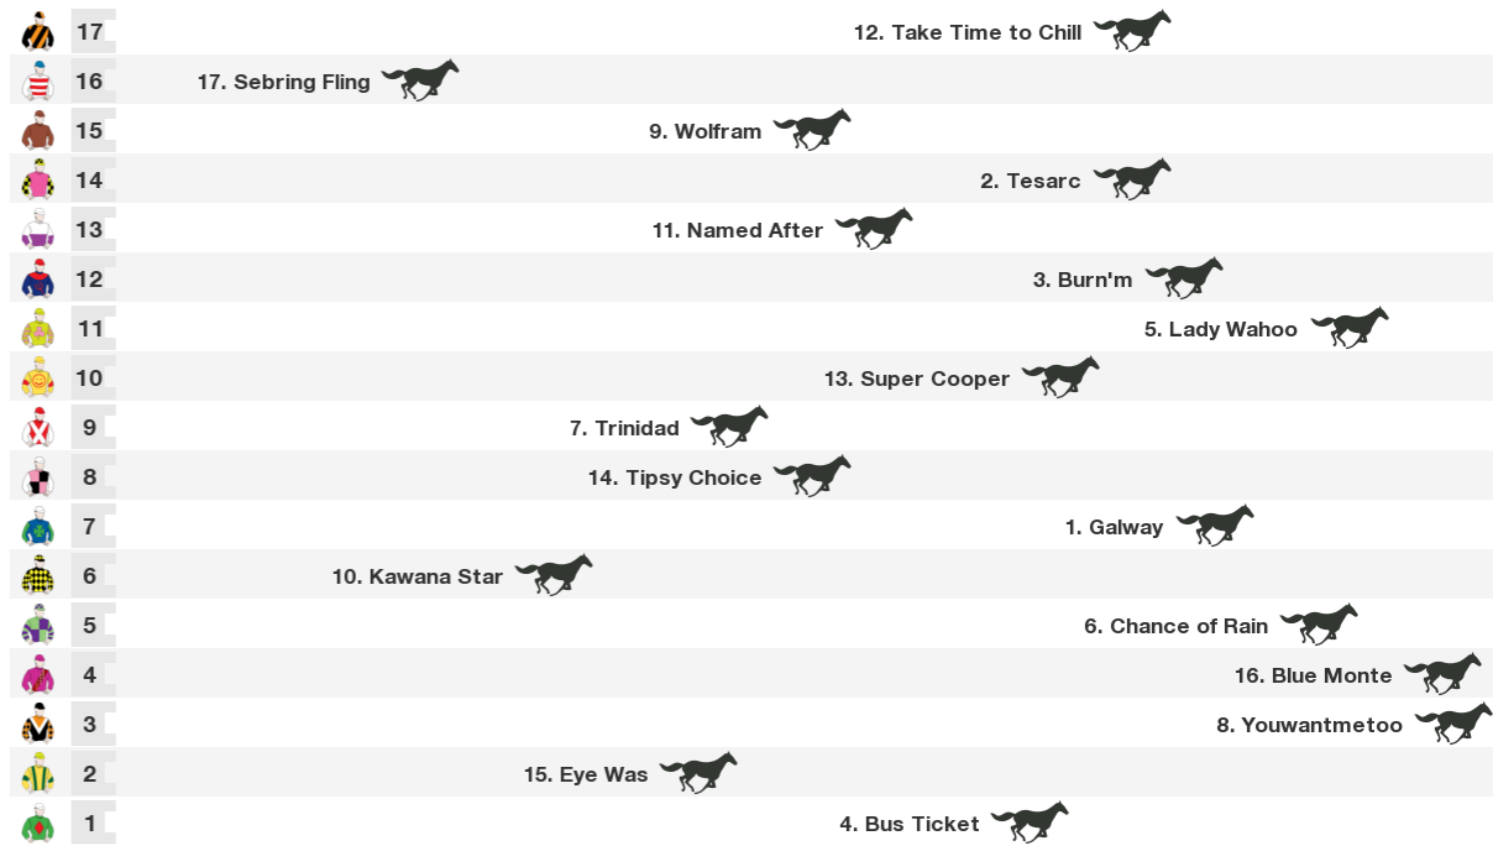 17 12. Take Time to Chill
16 17. Sebring Fling
15 9. Wolfram
14 2. Tesarc
13 11. Named After
12 3. Burn'm
11 5. Lady Wahoo
10 13. Super Cooper
9 7. Trinidad
8 14. Tipsy Choice
7 1. Galway
6 10. Kawana Star
5 6. Chance of Rain
4 16. Blue Monte
3 8. Youwantmetoo
2 15. Eye Was
1 4. Bus Ticket